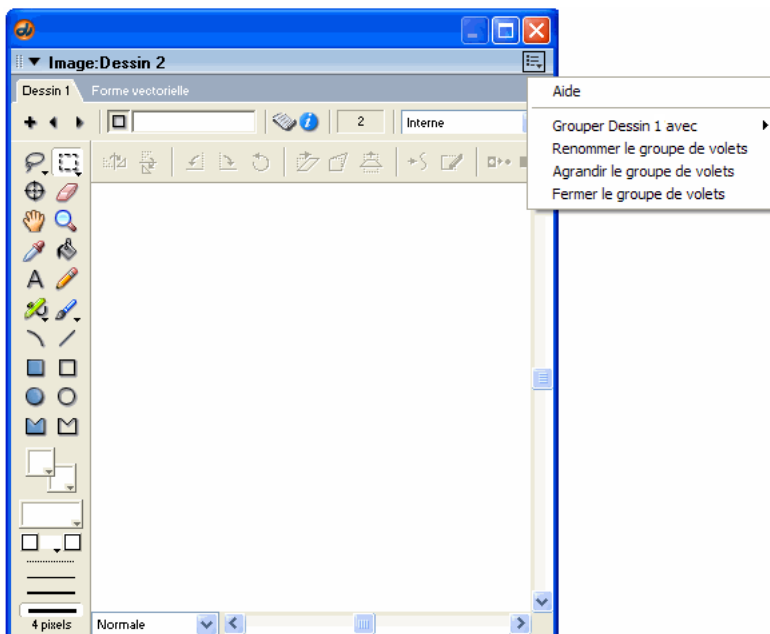 Image:Dessin 2
Dessin 1 Forme vectorielle
2 Interne
Aide
Grouper Dessin 1 avec
Renommer le groupe de volets
Agrandir le groupe de volets
Fermer le groupe de volets
A
4 pixels Normale